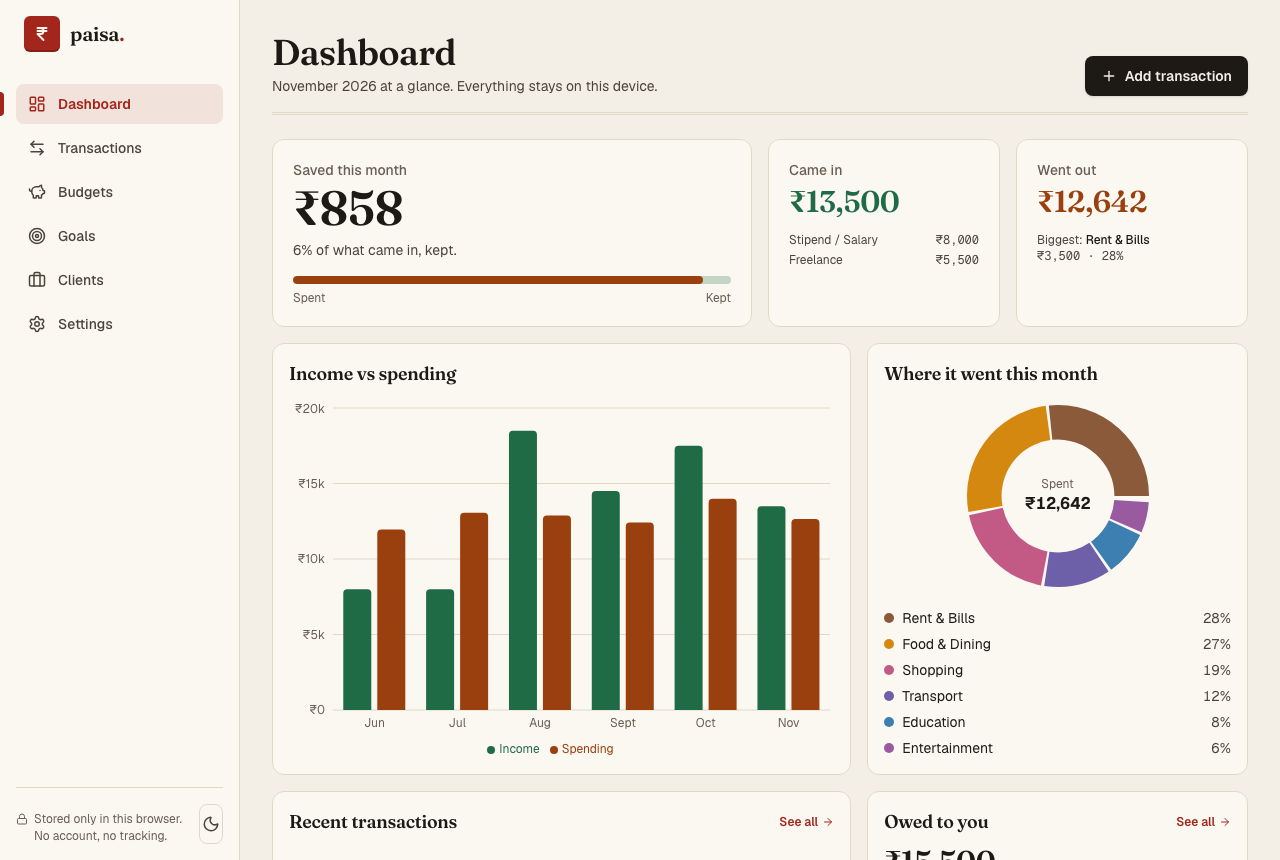 ₹
paisa.
Dashboard
Transactions
Budgets
Goals
Clients
Settings
Stored only in this browser.
No account, no tracking.
Dashboard
November 2026 at a glance. Everything stays on this device.
Add transaction
Saved this month
₹858
6% of what came in, kept.
Spent Kept
Came in
₹13,500
Stipend / Salary ₹8,000
Freelance ₹5,500
Went out
₹12,642
Biggest: Rent & Bills
₹3,500 · 28%
Income vs spending
₹20k
₹15k
₹10k
₹5k
₹0
Jun Jul Aug Sept Oct Nov
Income Spending
Where it went this month
Spent
₹12,642
Rent & Bills 28%
Food & Dining 27%
Shopping 19%
Transport 12%
Education 8%
Entertainment 6%
Recent transactions See all
Owed to you See all
₹15,500